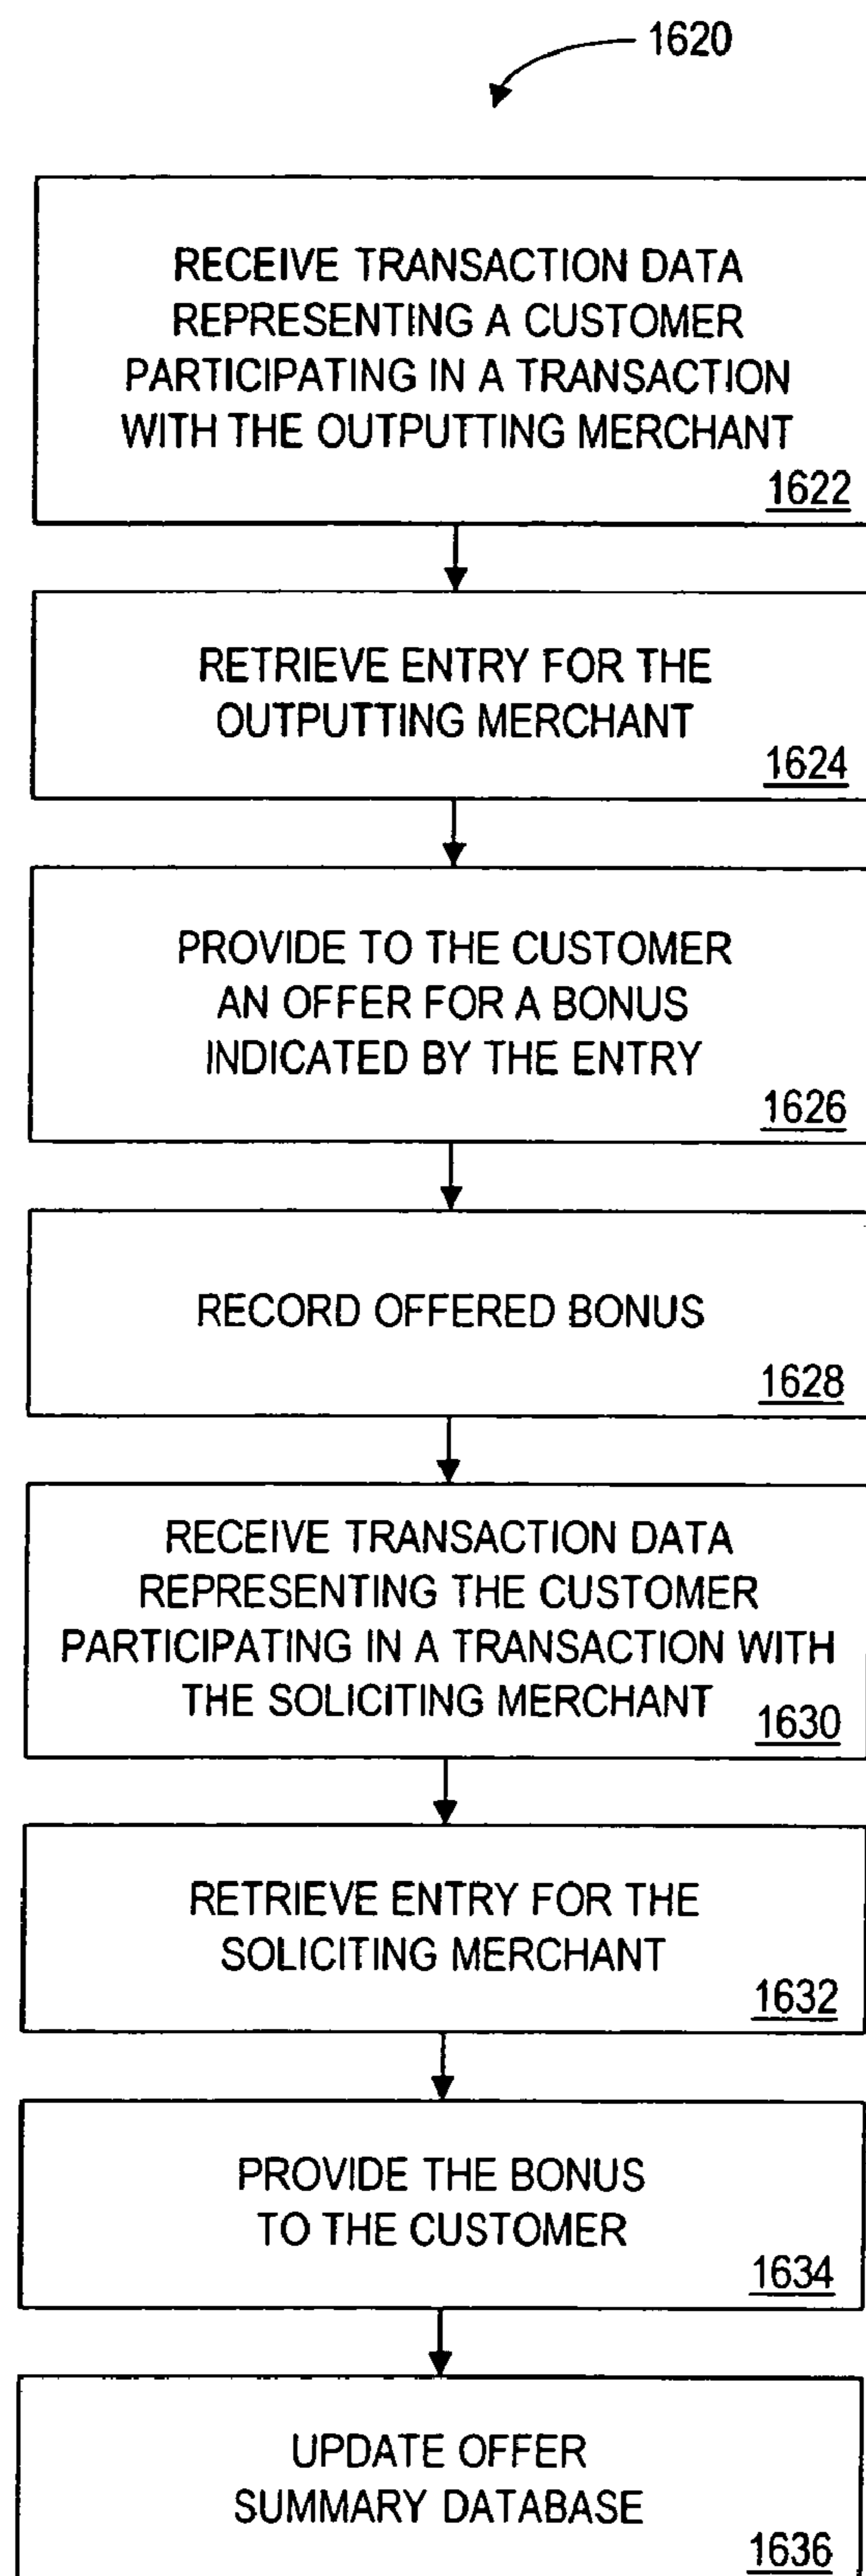 1620
RECEIVE TRANSACTION DATA
REPRESENTING A CUSTOMER
PARTICIPATING IN A TRANSACTION
WITH THE OUTPUTTING MERCHANT
1622
RETRIEVE ENTRY FOR THE
OUTPUTTING MERCHANT
1624
PROVIDE TO THE CUSTOMER
AN OFFER FOR A BONUS
INDICATED BY THE ENTRY
1626
RECORD OFFERED BONUS
1628
RECEIVE TRANSACTION DATA
REPRESENTING THE CUSTOMER
PARTICIPATING IN A TRANSACTION WITH
THE SOLICITING MERCHANT
1630
RETRIEVE ENTRY FOR THE
SOLICITING MERCHANT
1632
PROVIDE THE BONUS
TO THE CUSTOMER
1634
UPDATE OFFER
SUMMARY DATABASE
1636